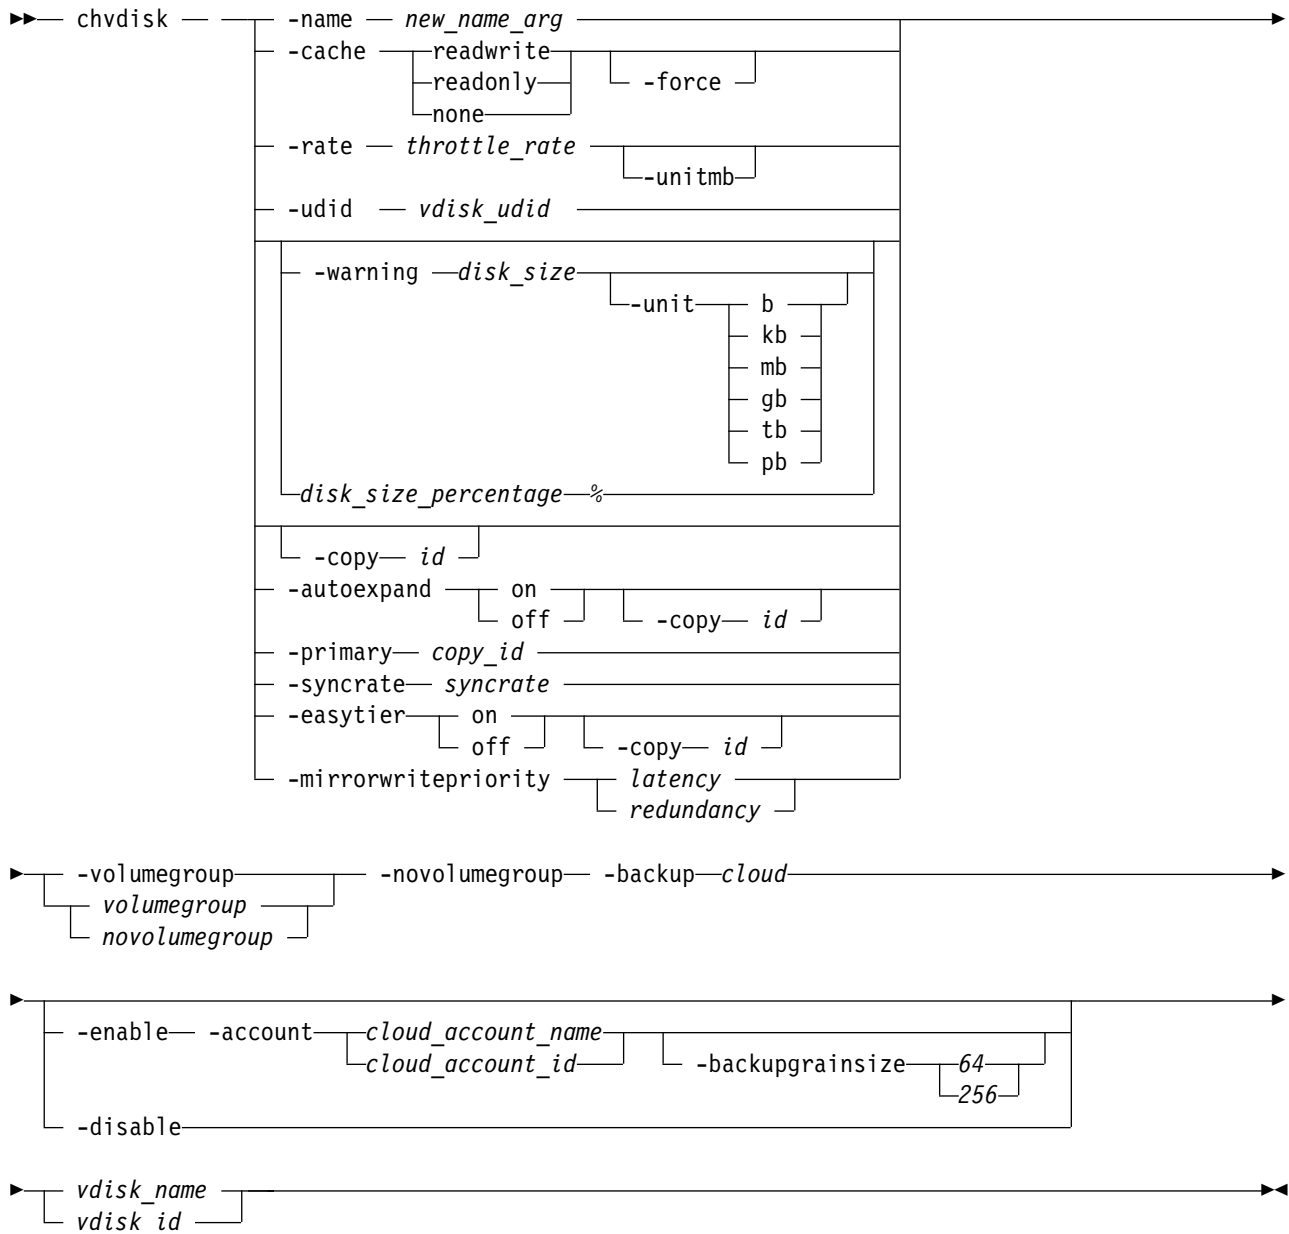 chvdisk -name new_name_arg
-cache readwrite
readonly -force
none
-rate throttle_rate
-unitmb
-udid vdisk_udid
-warning disk_size
-unit b
kb
mb
gb
tb
pb
disk_size_percentage %
-copy id
-autoexpand on
off -copy id
-primary copy_id
-syncrate syncrate
-easytier on
off -copy id
-mirrorwritepriority latency
redundancy
-volumegroup -novolumegroup -backup cloud
volumegroup
novolumegroup
-enable -account cloud_account_name
cloud_account_id -backupgrainsize 64
256
-disable
vdisk_name
vdisk id